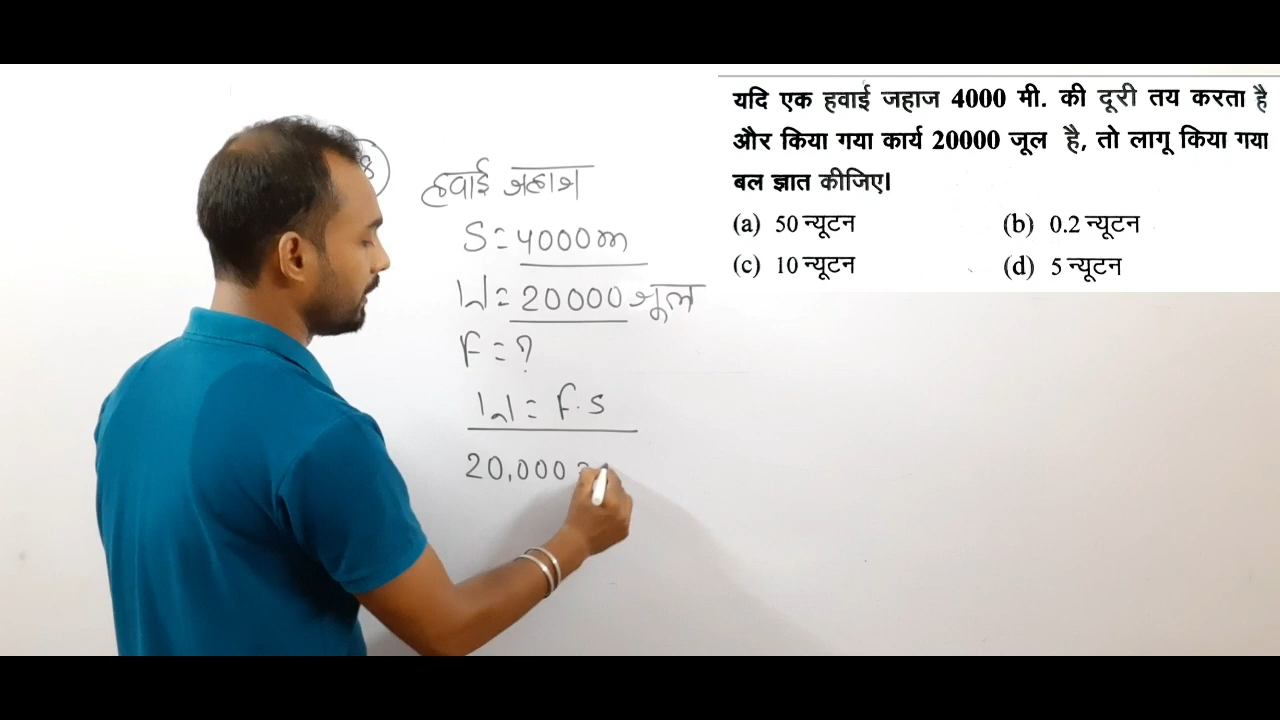 यदि एक हवाई जहाज 4000 मी. की दूरी तय करता है
और किया गया कार्य 20000 जूल है, तो लागू किया गया
बल ज्ञात कीजिए।
(a) 50 न्यूटन (b) 0.2 न्यूटन
(c) 10 न्यूटन (d) 5 न्यूटन
8
हवाई जहाज
S = 4000m
W = 20000 जूल
F = ?
W = F.S
20,000 =